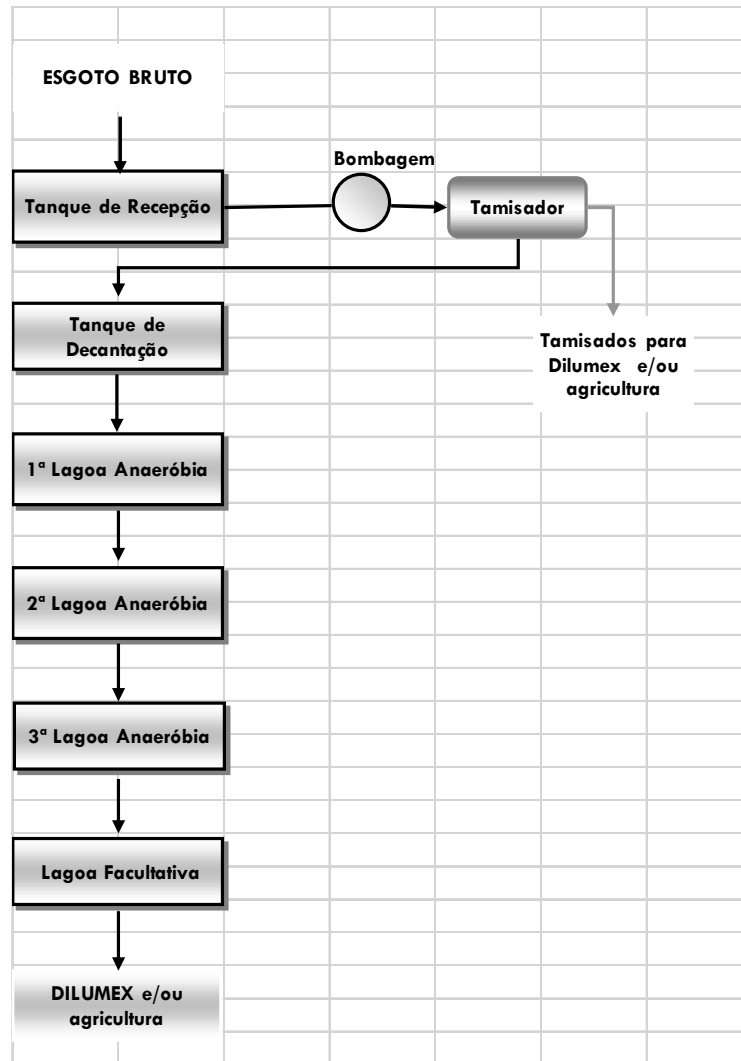 ESGOTO BRUTO
Bombagem
Tanque de Recepção
Tamisador
Tanque de
Decantação
Tamisados para
Dilumex e/ou
agricultura
1ª Lagoa Anaeróbia
2ª Lagoa Anaeróbia
3ª Lagoa Anaeróbia
Lagoa Facultativa
DILUMEX e/ou
agricultura